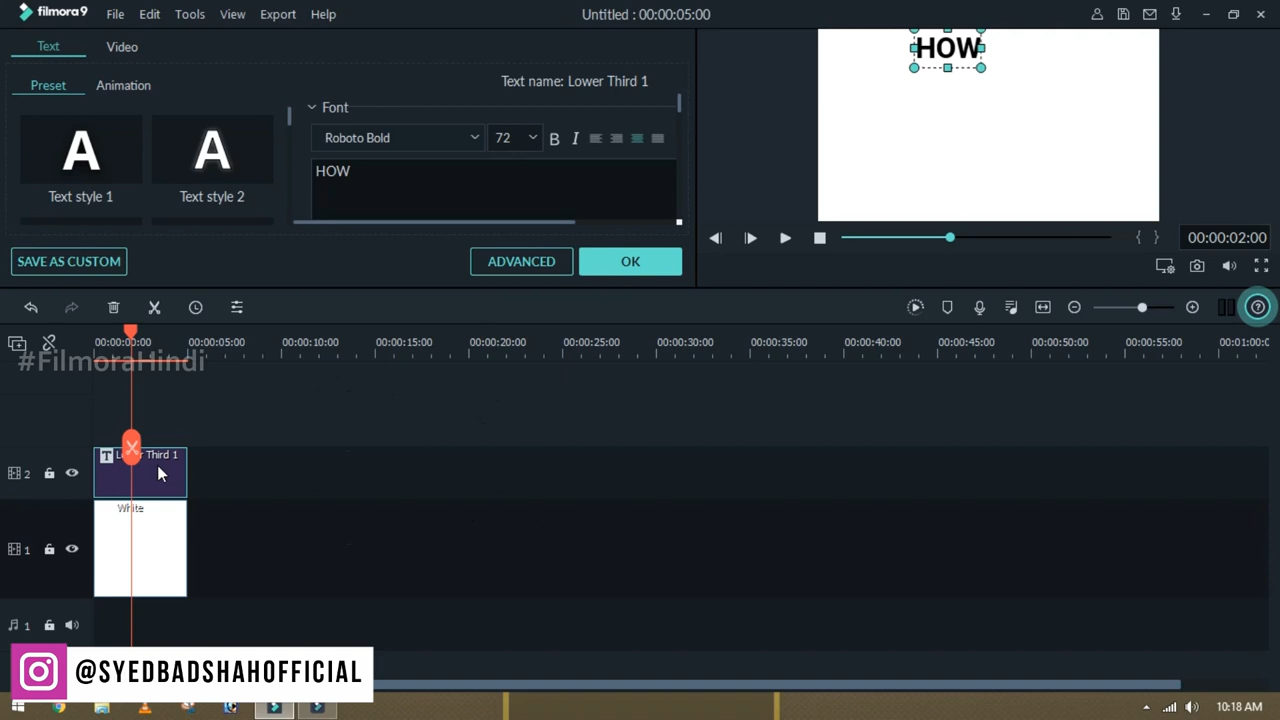 filmora9 File Edit Tools View Export Help Untitled : 00:00:05:00
Text Video
Preset Animation
Text name: Lower Third 1
Font
Roboto Bold 72 B I
HOW
A A
Text style 1 Text style 2
SAVE AS CUSTOM ADVANCED OK
HOW
{ } 00:00:02:00
00:00:00:00 00:00:05:00 00:00:10:00 00:00:15:00 00:00:20:00 00:00:25:00 00:00:30:00 00:00:35:00 00:00:40:00 00:00:45:00 00:00:50:00 00:00:55:00 00:01:00:0
#FilmoraHindi
T Lower Third 1
2
White
1
1
@SYEDBADSHAHOFFICIAL
10:18 AM